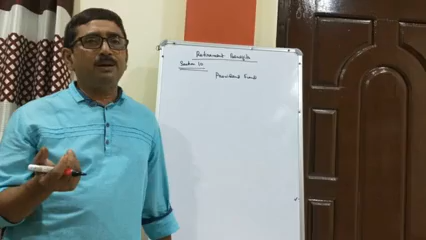 Retirement Benefits
Section 10
Provident Fund